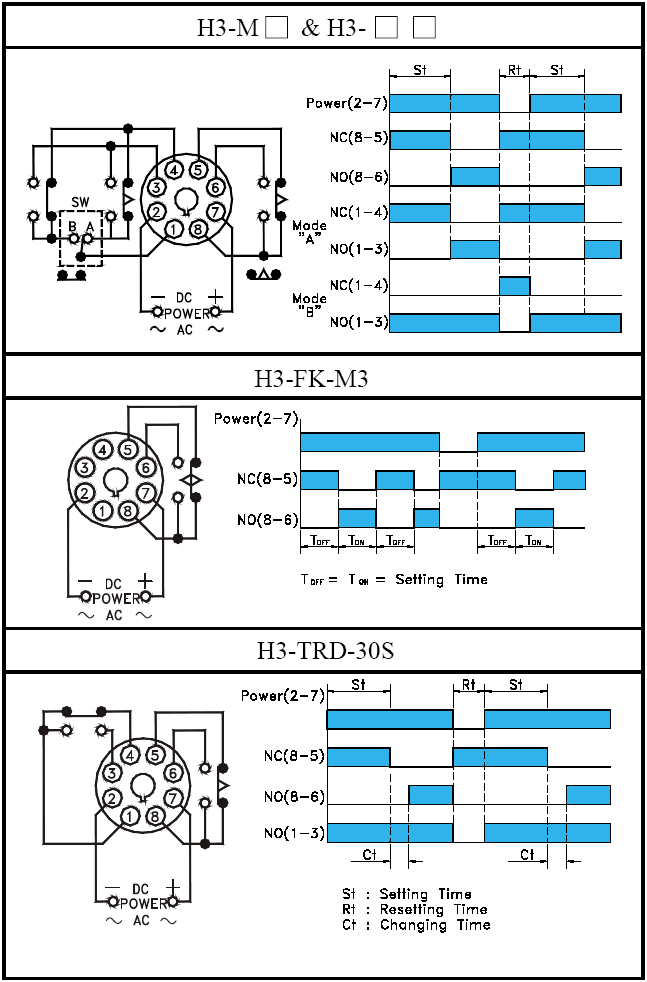 H3-M □ & H3- □ □
St Rt St
Power(2-7)
NC(8-5)
NO(8-6)
NC(1-4)
Mode "A"
NO(1-3)
NC(1-4)
Mode "B"
NO(1-3)
SW
B A
4 5
3 6
2 7
1 8
− DC +
POWER
~ AC ~
H3-FK-M3
Power(2-7)
NC(8-5)
NO(8-6)
TOFF TON TOFF TOFF TON
TOFF = TON = Setting Time
4 5
3 6
2 7
1 8
− DC +
POWER
~ AC ~
H3-TRD-30S
St Rt St
Power(2-7)
NC(8-5)
NO(8-6)
NO(1-3)
Ct Ct
St : Setting Time
Rt : Resetting Time
Ct : Changing Time
4 5
3 6
2 7
1 8
− DC +
POWER
~ AC ~